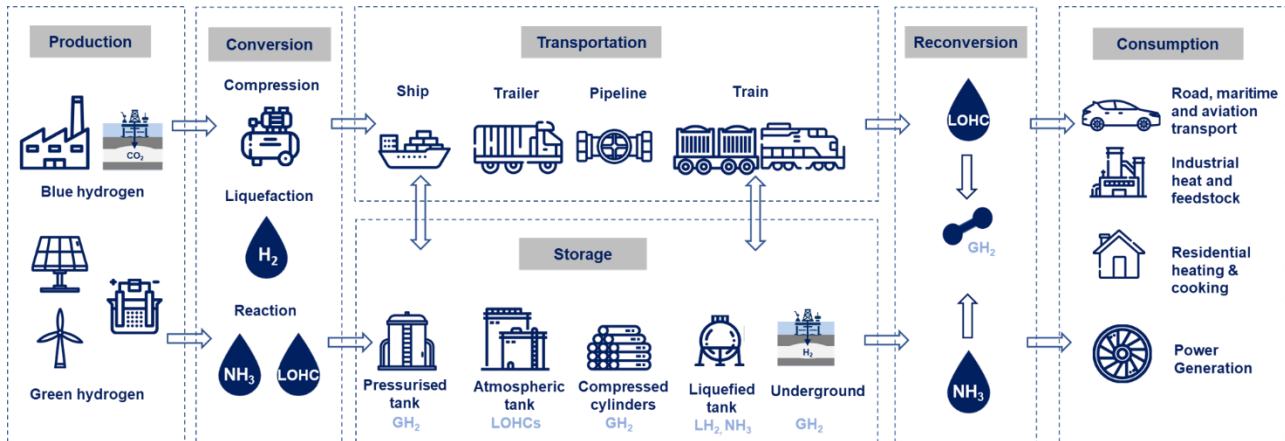 Production
CO₂
Blue hydrogen
Green hydrogen
Conversion
Compression
Liquefaction
H₂
Reaction
NH₃
LOHC
Transportation
Ship
Trailer
Pipeline
Train
Storage
Pressurised
tank
GH₂
Atmospheric
tank
LOHCs
Compressed
cylinders
GH₂
Liquefied
tank
LH₂, NH₃
H₂
Underground
GH₂
Reconversion
LOHC
GH₂
NH₃
Consumption
Road, maritime
and aviation
transport
Industrial
heat and
feedstock
Residential
heating &
cooking
Power
Generation